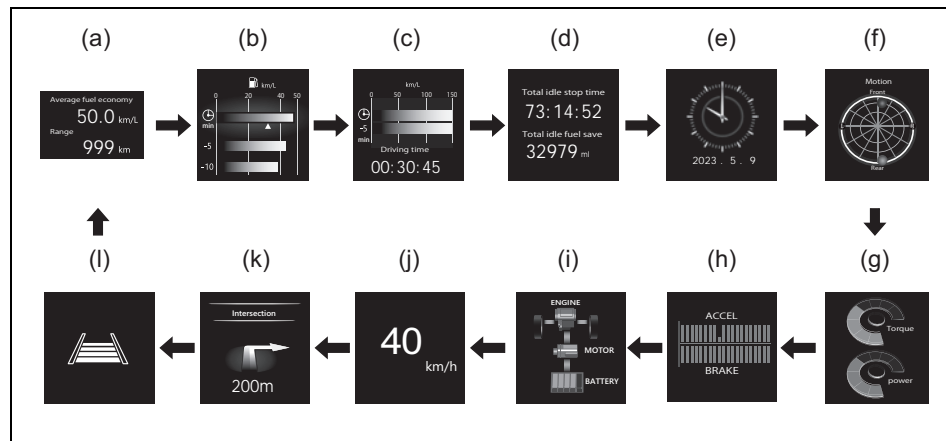 (a)
(b)
(c)
(d)
(e)
(f)
Average fuel economy
50.0 km/L
Range
999 km
km/L
0 20 40 50
min
-5
-10
km/L
0 50 100 150
-5
min
Driving time
00:30:45
Total idle stop time
73:14:52
Total idle fuel save
32979 ml
2023 . 5 . 9
Motion
Front
Rear
(l)
(k)
(j)
(i)
(h)
(g)
Intersection
200m
40
km/h
ENGINE
MOTOR
BATTERY
ACCEL
BRAKE
Torque
power